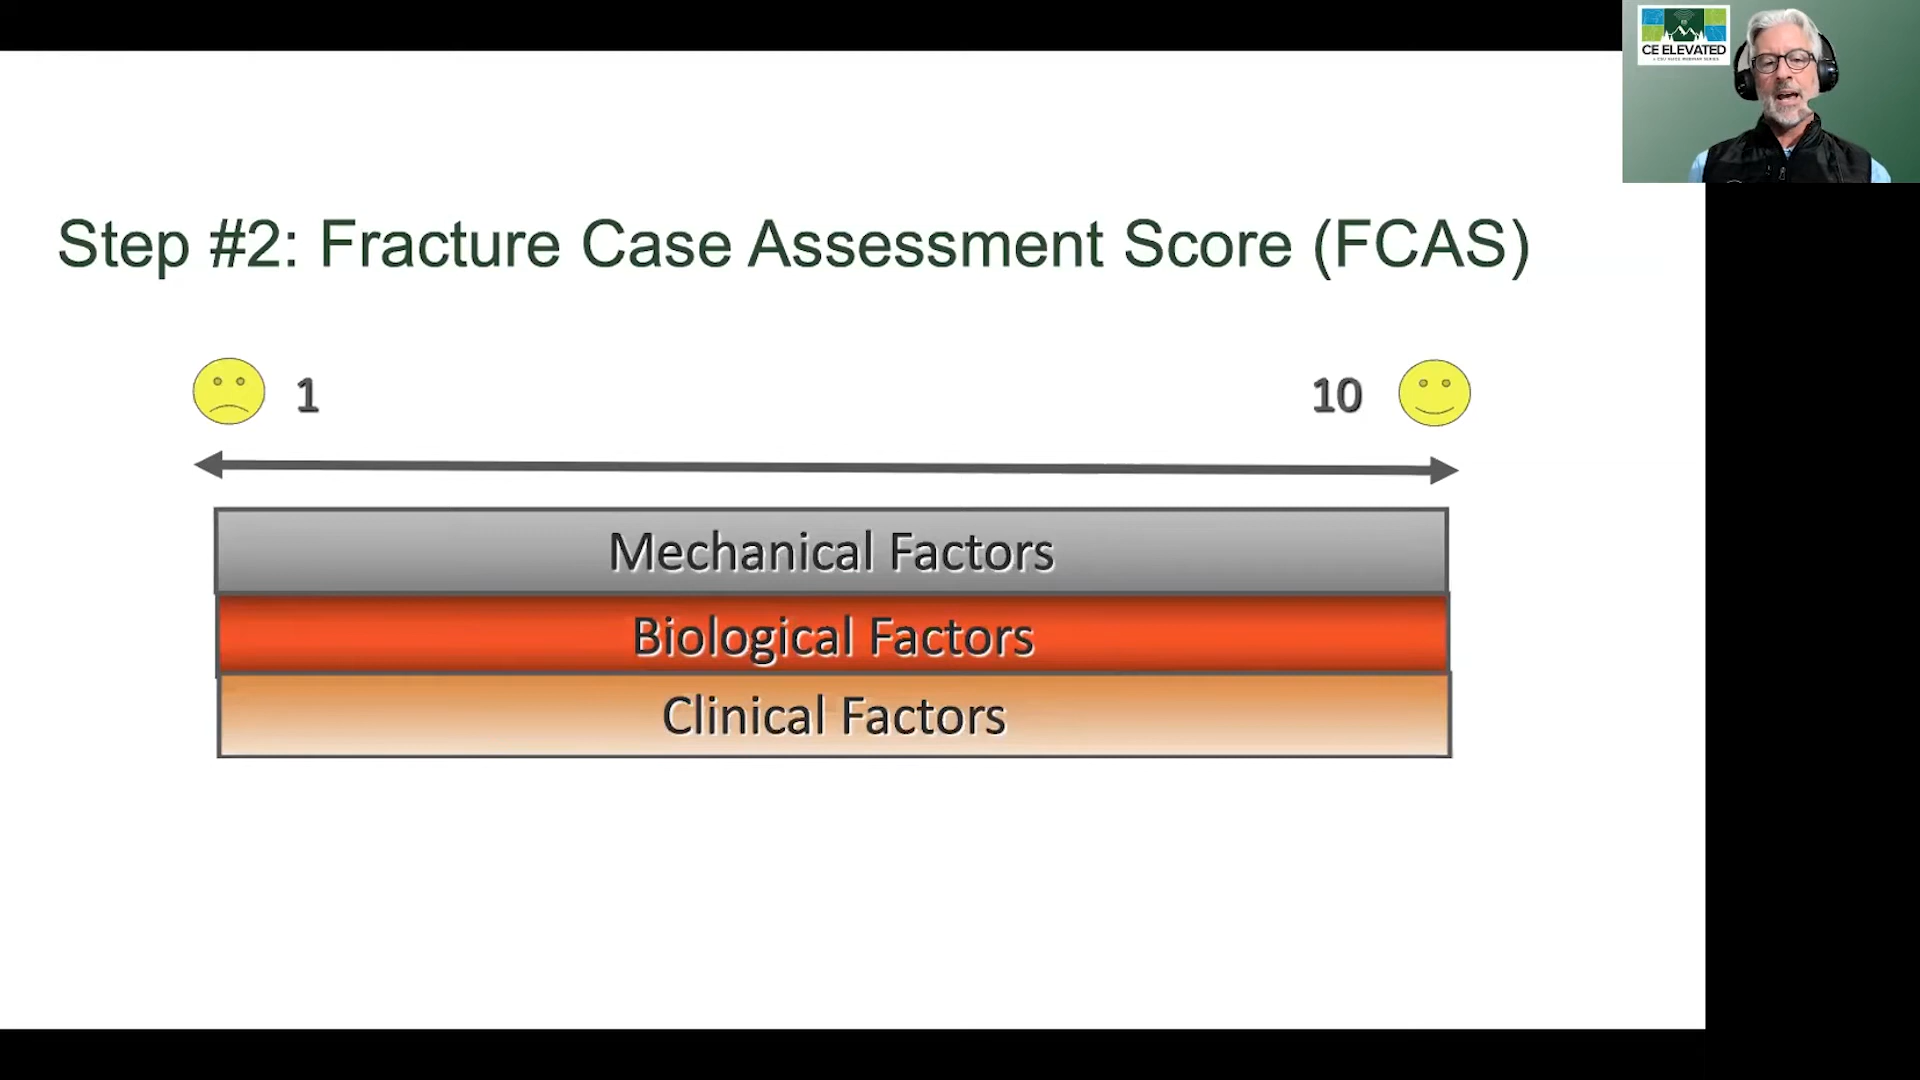 CE ELEVATED
Step #2: Fracture Case Assessment Score (FCAS)
1
10
Mechanical Factors
Biological Factors
Clinical Factors